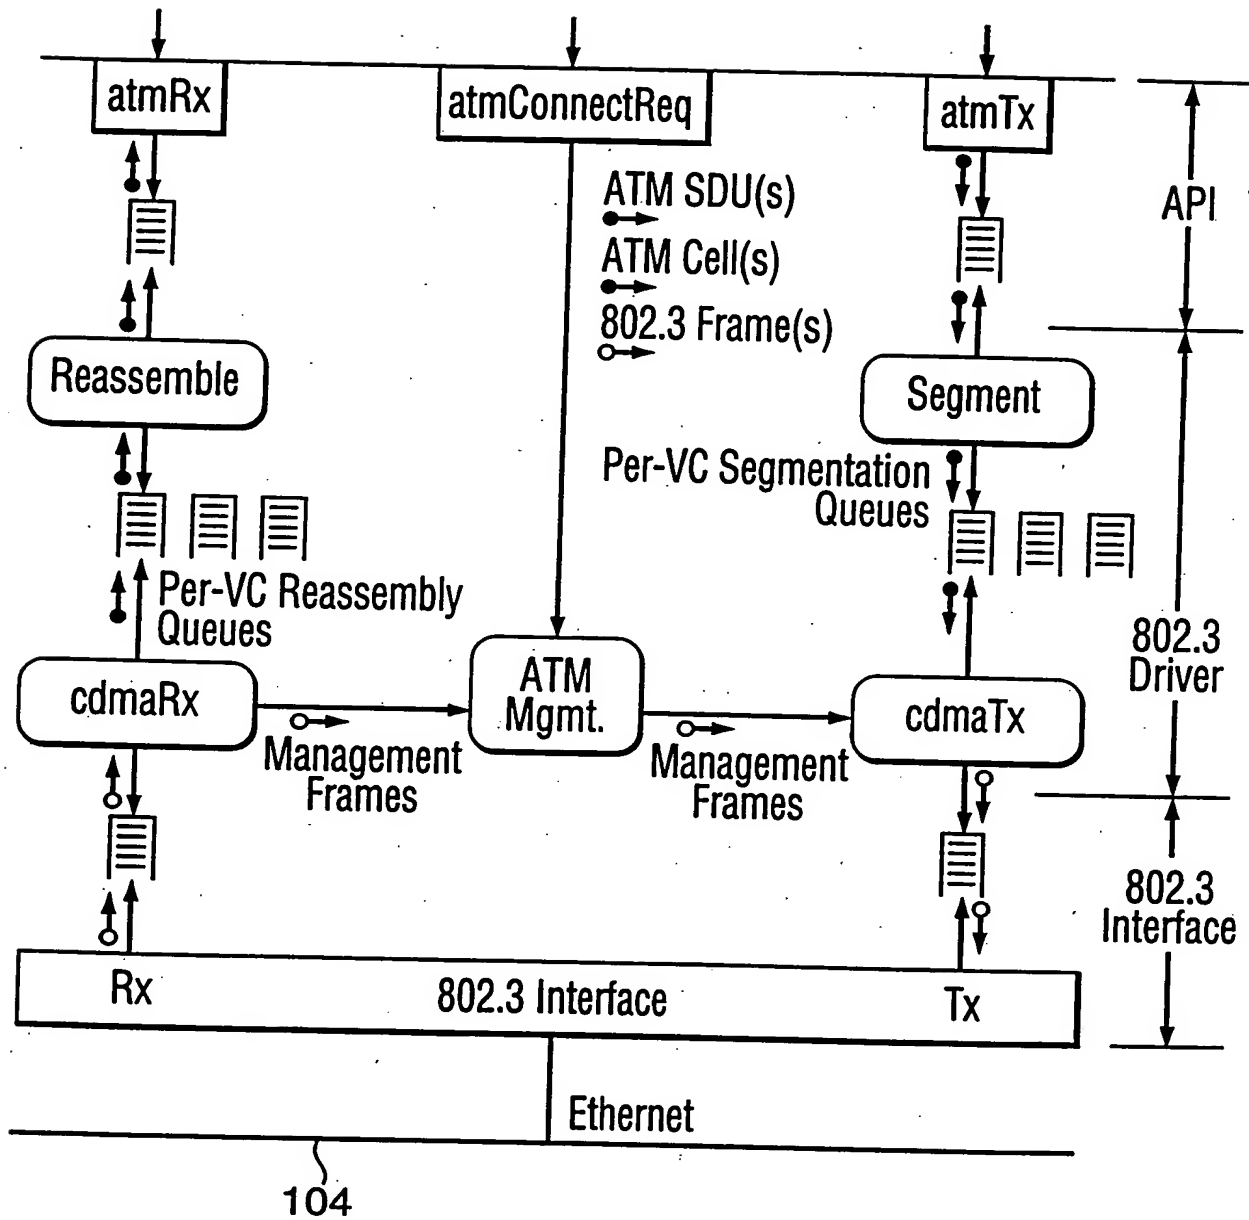 atmRx
atmConnectReq
atmTx
ATM SDU(s)
ATM Cell(s)
802.3 Frame(s)
API
Reassemble
Segment
Per-VC Segmentation
Queues
Per-VC Reassembly
Queues
802.3
Driver
cdmaRx
ATM
Mgmt.
cdmaTx
Management
Frames
Management
Frames
802.3
Interface
Rx
802.3 Interface
Tx
Ethernet
104